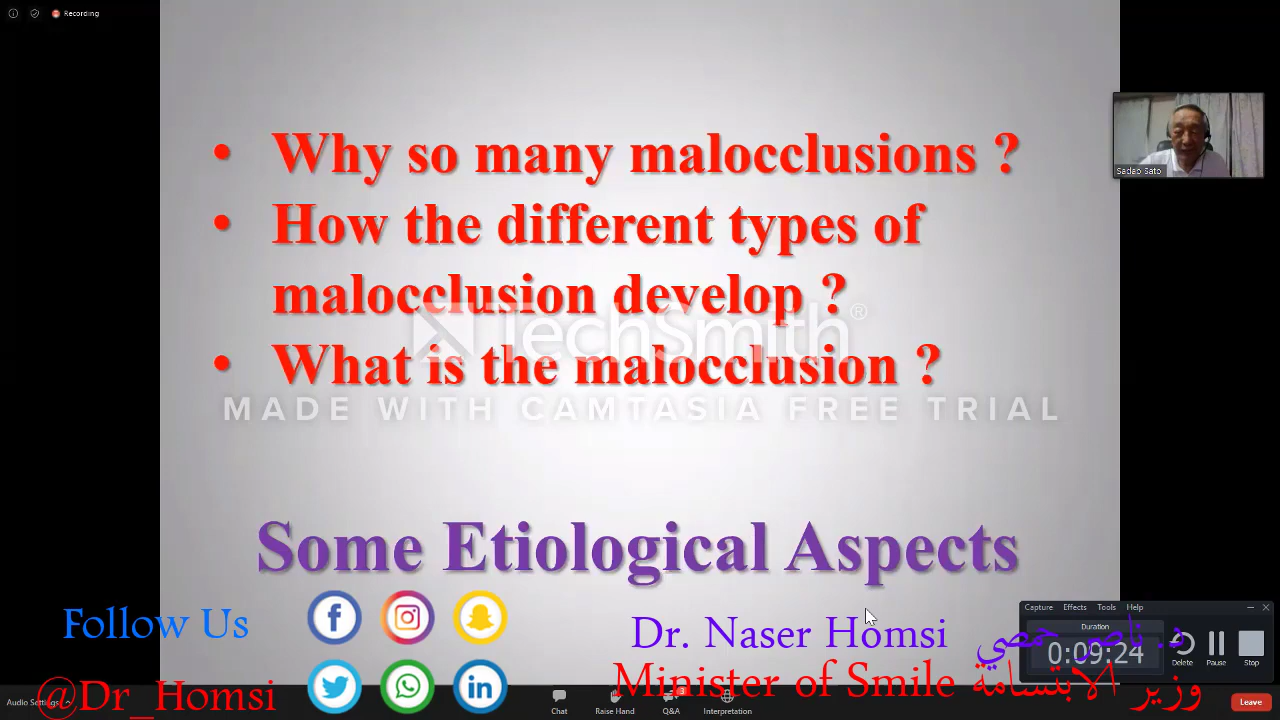 Recording
• Why so many malocclusions ?
• How the different types of
malocclusion develop ?
• What is the malocclusion ?
TechSmith®
MADE WITH CAMTASIA FREE TRIAL
Some Etiological Aspects
Sadao Sato
Follow Us
@Dr_Homsi
Dr. Naser Homsi
د. ناصر حمصي
Minister of Smile وزير الابتسامة
Capture Effects Tools Help
Duration
0:09:24
Delete Pause Stop
Audio Settings
Chat
Raise Hand
3
Q&A
Interpretation
Leave